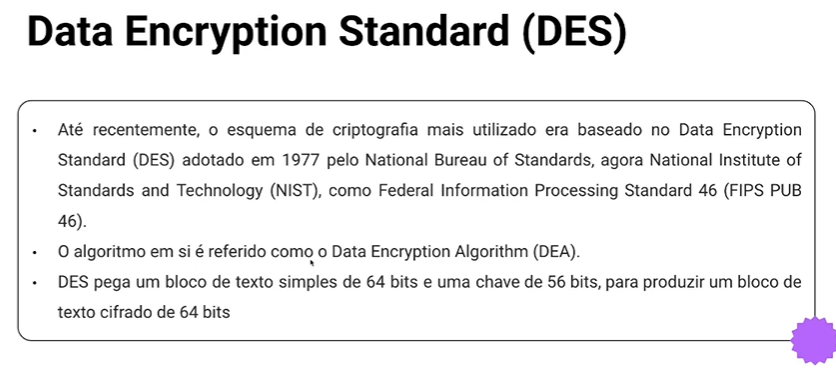 Data Encryption Standard (DES)
• Até recentemente, o esquema de criptografia mais utilizado era baseado no Data Encryption
Standard (DES) adotado em 1977 pelo National Bureau of Standards, agora National Institute of
Standards and Technology (NIST), como Federal Information Processing Standard 46 (FIPS PUB
46).
• O algoritmo em si é referido como o Data Encryption Algorithm (DEA).
• DES pega um bloco de texto simples de 64 bits e uma chave de 56 bits, para produzir um bloco de
texto cifrado de 64 bits